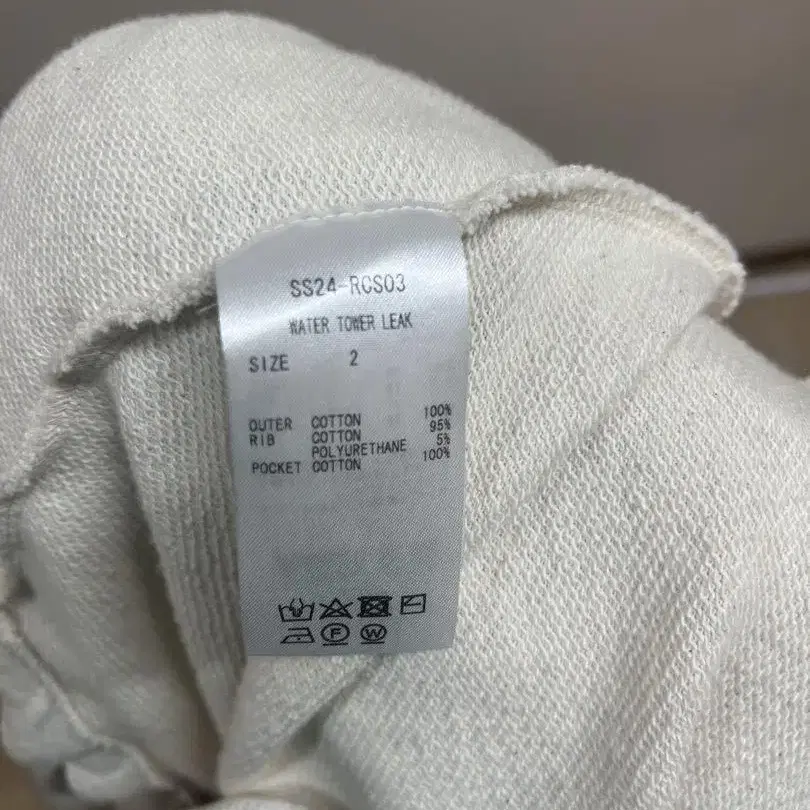 SS24-RCS03
WATER TOWER LEAK
SIZE 2
OUTER COTTON 100%
RIB COTTON 95%
POLYURETHANE 5%
POCKET COTTON 100%
F W